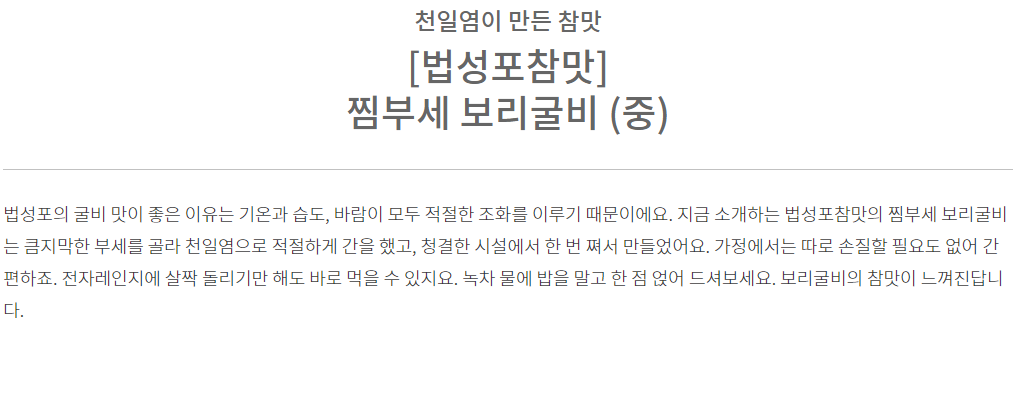 천일염이 만든 참맛
[법성포참맛]
찜부세 보리굴비 (중)
법성포의 굴비 맛이 좋은 이유는 기온과 습도, 바람이 모두 적절한 조화를 이루기 때문이에요. 지금 소개하는 법성포참맛의 찜부세 보리굴비
는 큼지막한 부세를 골라 천일염으로 적절하게 간을 했고, 청결한 시설에서 한 번 쪄서 만들었어요. 가정에서는 따로 손질할 필요도 없어 간
편하죠. 전자레인지에 살짝 돌리기만 해도 바로 먹을 수 있지요. 녹차 물에 밥을 말고 한 점 얹어 드셔보세요. 보리굴비의 참맛이 느껴진답니
다.